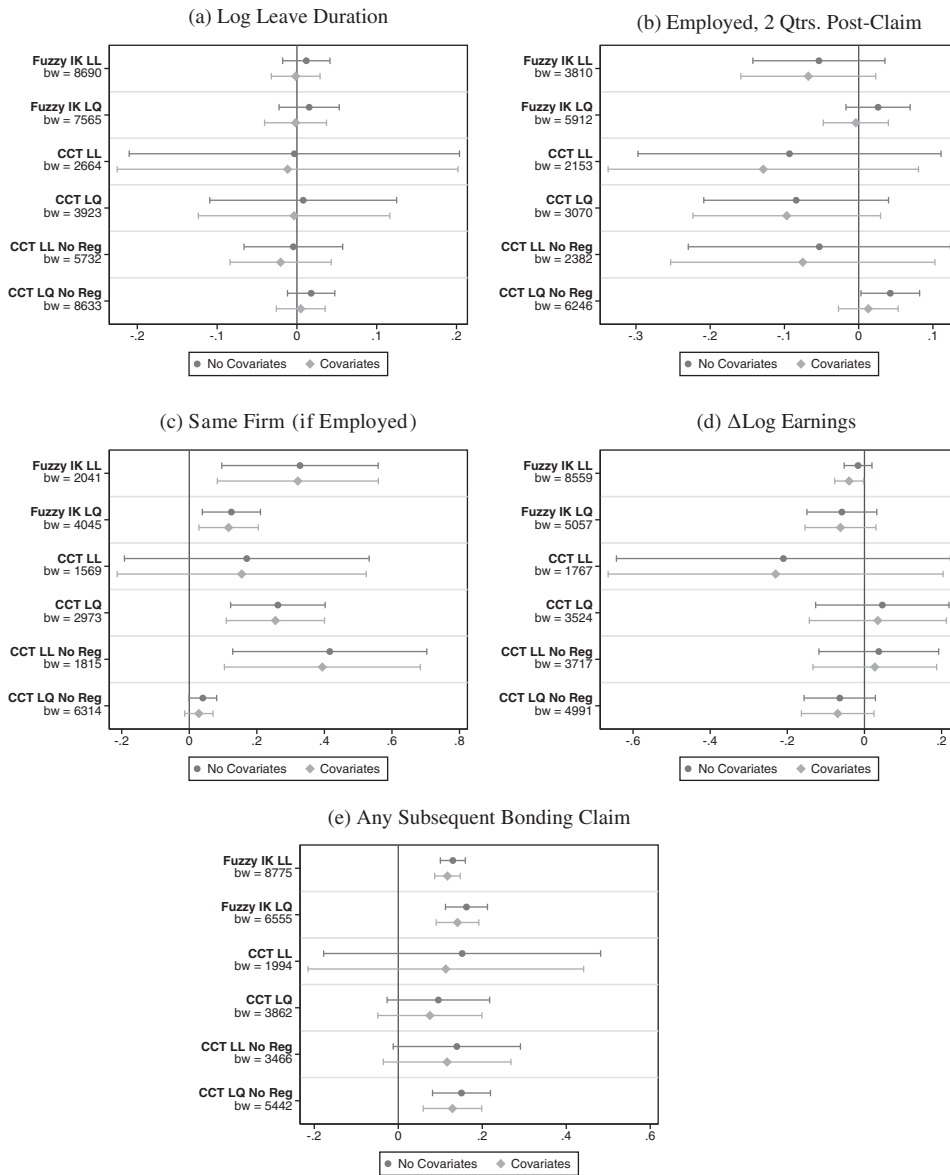 (a) Log Leave Duration
Fuzzy IK LL
bw = 8690
Fuzzy IK LQ
bw = 7565
CCT LL
bw = 2664
CCT LQ
bw = 3923
CCT LL No Reg
bw = 5732
CCT LQ No Reg
bw = 8633
-.2 -.1 0 .1 .2
No Covariates Covariates
(b) Employed, 2 Qtrs. Post-Claim
Fuzzy IK LL
bw = 3810
Fuzzy IK LQ
bw = 5912
CCT LL
bw = 2153
CCT LQ
bw = 3070
CCT LL No Reg
bw = 2382
CCT LQ No Reg
bw = 6246
-.3 -.2 -.1 0 .1
No Covariates Covariates
(c) Same Firm (if Employed)
Fuzzy IK LL
bw = 2041
Fuzzy IK LQ
bw = 4045
CCT LL
bw = 1569
CCT LQ
bw = 2973
CCT LL No Reg
bw = 1815
CCT LQ No Reg
bw = 6314
-.2 0 .2 .4 .6 .8
No Covariates Covariates
(d) ΔLog Earnings
Fuzzy IK LL
bw = 8559
Fuzzy IK LQ
bw = 5057
CCT LL
bw = 1767
CCT LQ
bw = 3524
CCT LL No Reg
bw = 3717
CCT LQ No Reg
bw = 4991
-.6 -.4 -.2 0 .2
No Covariates Covariates
(e) Any Subsequent Bonding Claim
Fuzzy IK LL
bw = 8775
Fuzzy IK LQ
bw = 6555
CCT LL
bw = 1994
CCT LQ
bw = 3862
CCT LL No Reg
bw = 3466
CCT LQ No Reg
bw = 5442
-.2 0 .2 .4 .6
No Covariates Covariates